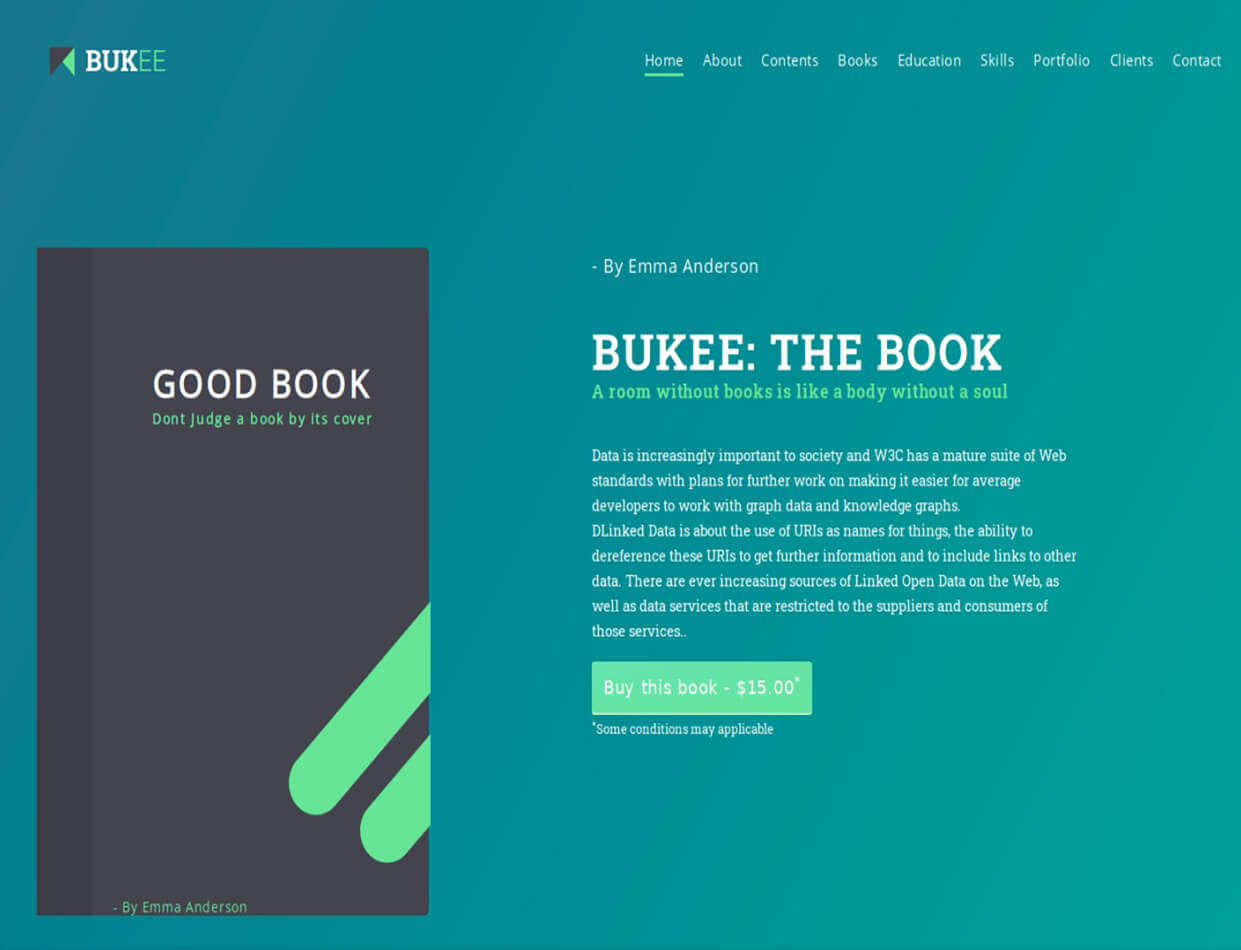 BUKEE
Home About Contents Books Education Skills Portfolio Clients Contact
GOOD BOOK
Dont Judge a book by its cover
- By Emma Anderson
- By Emma Anderson
BUKEE: THE BOOK
A room without books is like a body without a soul
Data is increasingly important to society and W3C has a mature suite of Web
standards with plans for further work on making it easier for average
developers to work with graph data and knowledge graphs.
DLinked Data is about the use of URIs as names for things, the ability to
dereference these URIs to get further information and to include links to other
data. There are ever increasing sources of Linked Open Data on the Web, as
well as data services that are restricted to the suppliers and consumers of
those services..
Buy this book - $15.00*
*Some conditions may applicable